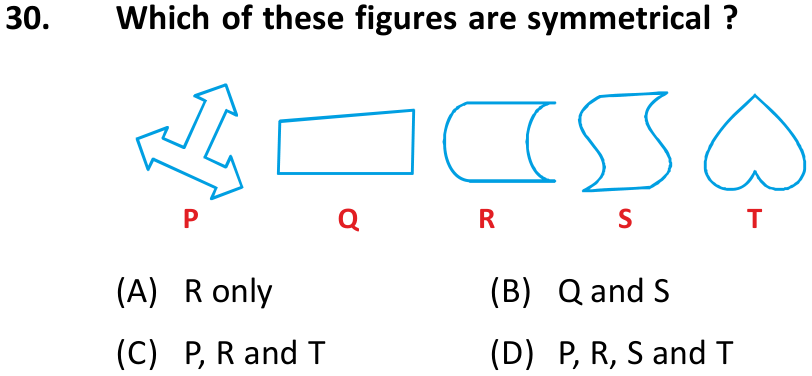 30. Which of these figures are symmetrical ?
P Q R S T
(A) R only (B) Q and S
(C) P, R and T (D) P, R, S and T